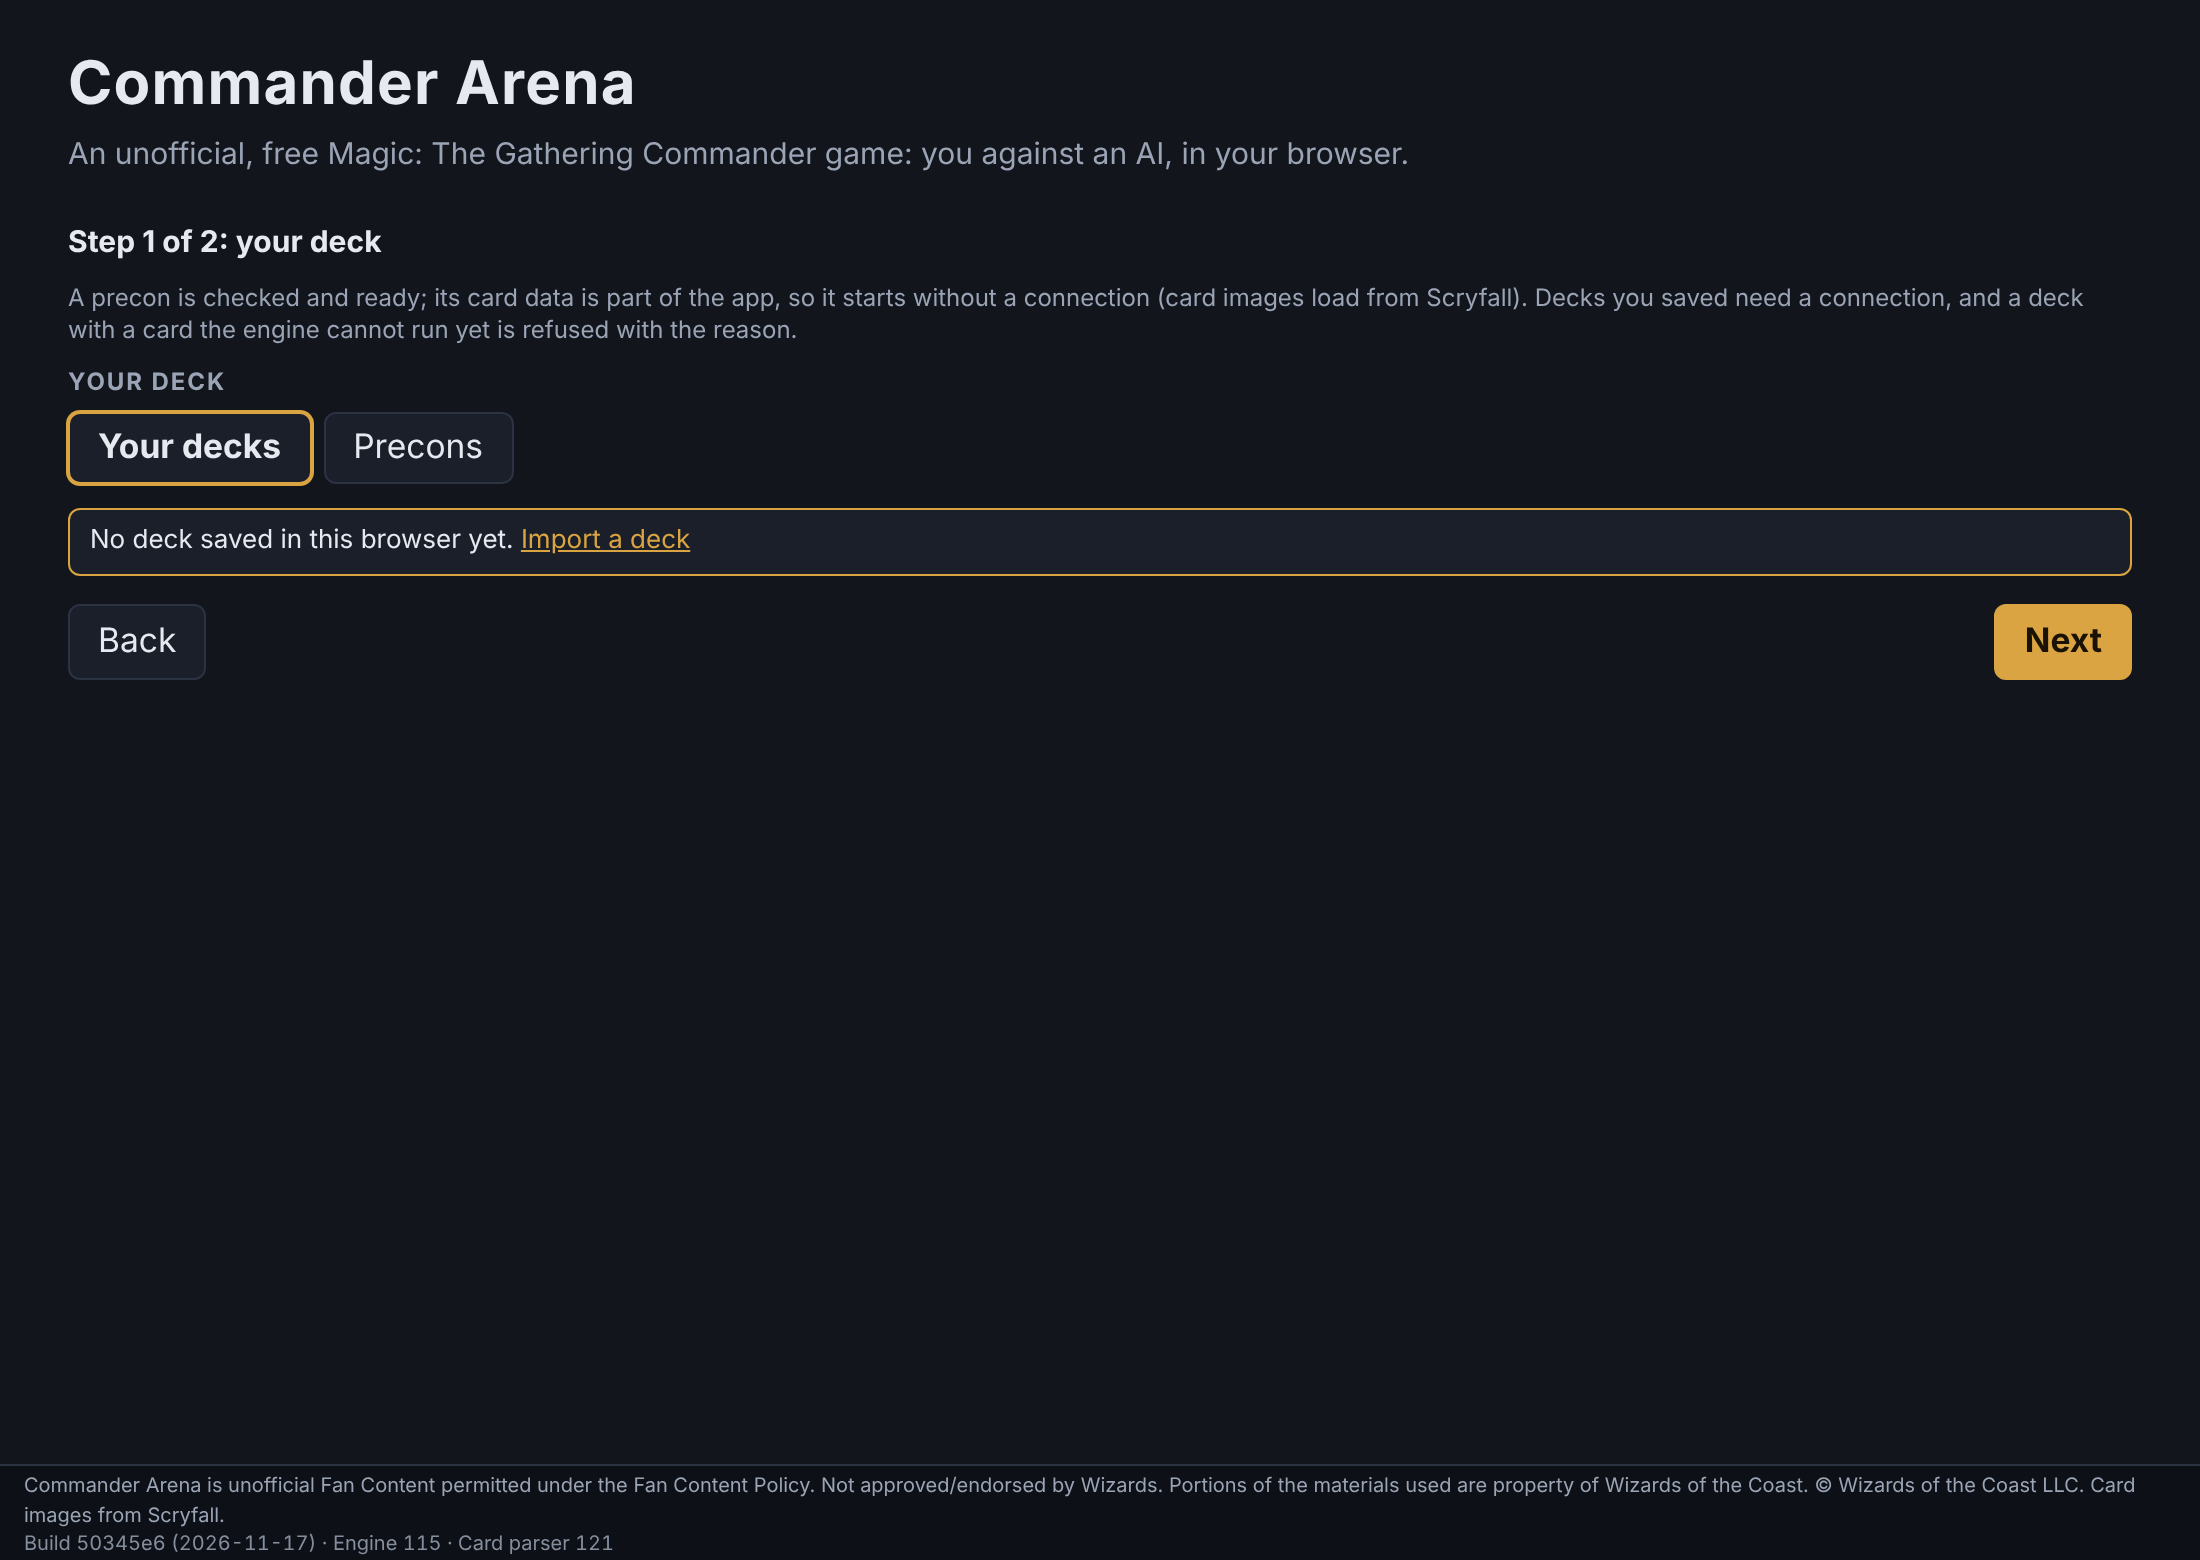 Commander Arena
An unofficial, free Magic: The Gathering Commander game: you against an AI, in your browser.
Step 1 of 2: your deck
A precon is checked and ready; its card data is part of the app, so it starts without a connection (card images load from Scryfall). Decks you saved need a connection, and a deck
with a card the engine cannot run yet is refused with the reason.
YOUR DECK
Your decks Precons
No deck saved in this browser yet. Import a deck
Back Next
Commander Arena is unofficial Fan Content permitted under the Fan Content Policy. Not approved/endorsed by Wizards. Portions of the materials used are property of Wizards of the Coast. © Wizards of the Coast LLC. Card
images from Scryfall.
Build 50345e6 (2026-11-17) · Engine 115 · Card parser 121